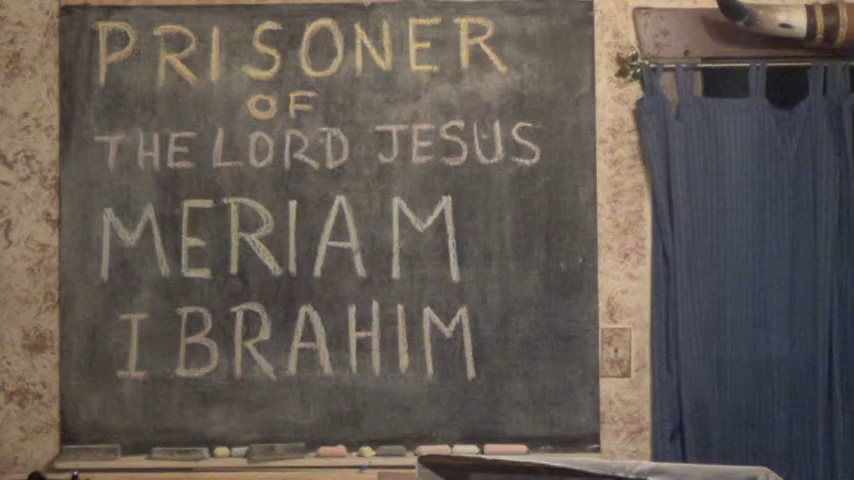 PRISONER
OF
THE LORD JESUS
MERIAM
IBRAHIM